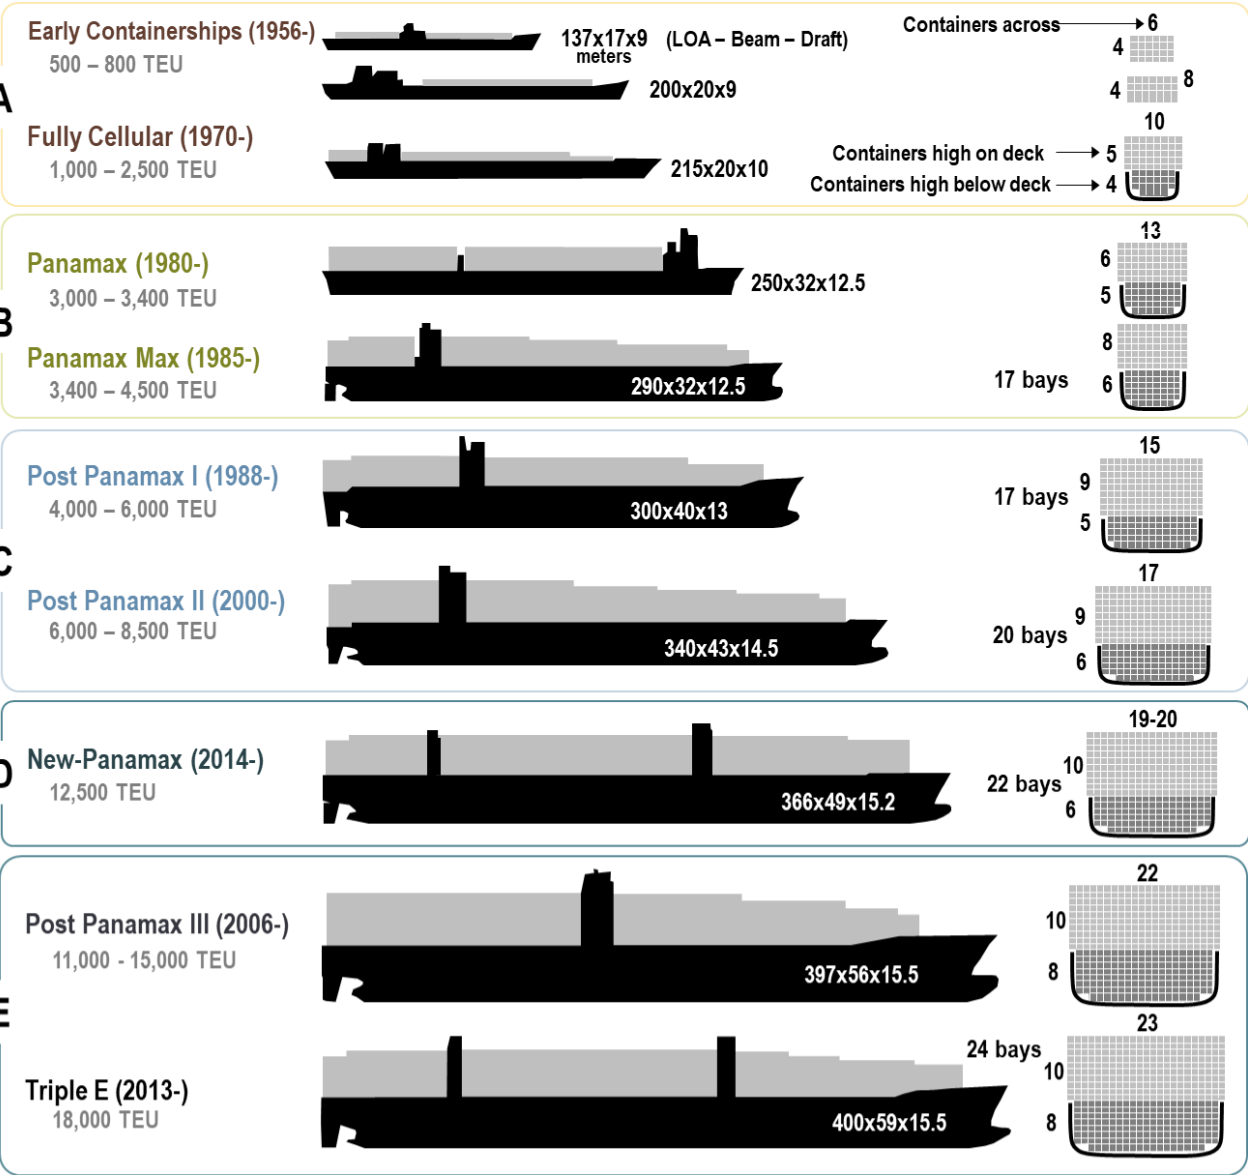 A
Early Containerships (1956-)
500 – 800 TEU
137x17x9 (LOA – Beam – Draft)
meters
200x20x9
Containers across
6
4
4
8
Fully Cellular (1970-)
1,000 – 2,500 TEU
215x20x10
10
Containers high on deck
5
Containers high below deck
4
B
Panamax (1980-)
3,000 – 3,400 TEU
250x32x12.5
13
6
5
Panamax Max (1985-)
3,400 – 4,500 TEU
290x32x12.5
17 bays
8
6
C
Post Panamax I (1988-)
4,000 – 6,000 TEU
300x40x13
17 bays
15
9
5
Post Panamax II (2000-)
6,000 – 8,500 TEU
340x43x14.5
20 bays
17
9
6
D
New-Panamax (2014-)
12,500 TEU
366x49x15.2
22 bays
19-20
10
6
E
Post Panamax III (2006-)
11,000 - 15,000 TEU
397x56x15.5
22
10
8
Triple E (2013-)
18,000 TEU
400x59x15.5
24 bays
23
10
8